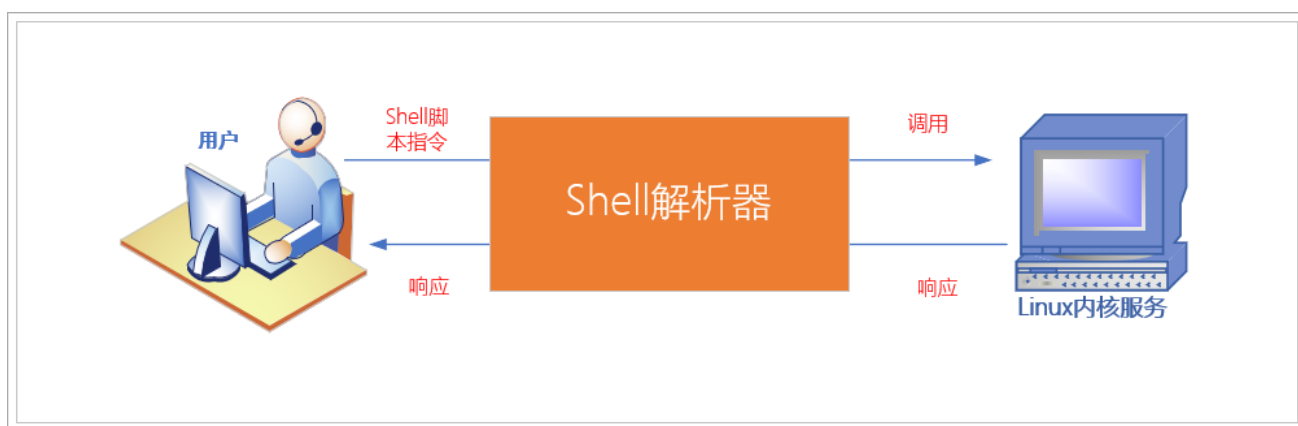 用户
Shell脚
本指令
Shell解析器
调用
响应
响应
Linux内核服务